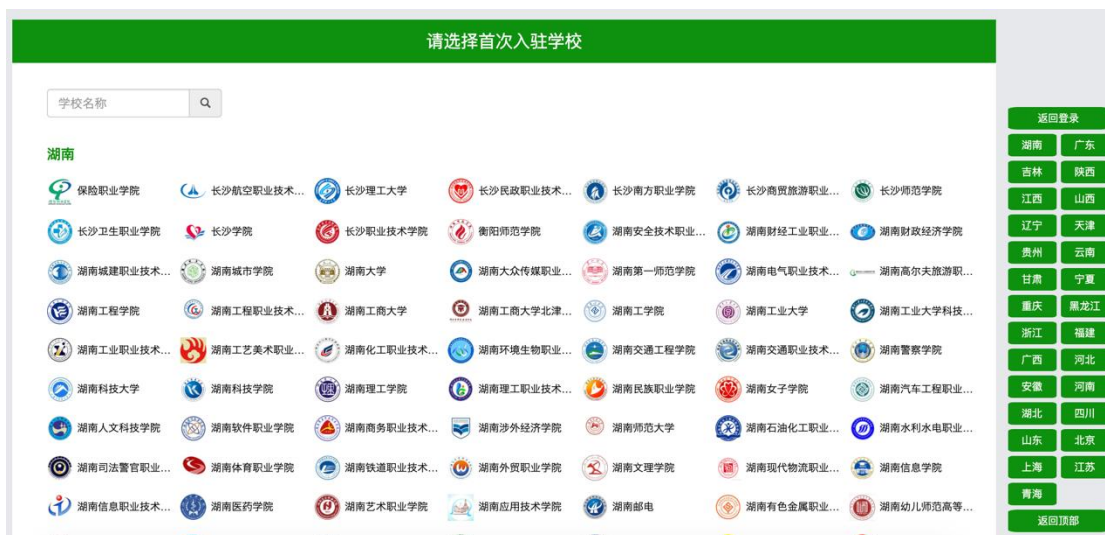 请选择首次入驻学校
学校名称
湖南
保险职业学院 长沙航空职业技术... 长沙理工大学 长沙民政职业技术... 长沙南方职业学院 长沙商贸旅游职业... 长沙师范学院
长沙卫生职业学院 长沙学院 长沙职业技术学院 衡阳师范学院 湖南安全技术职业... 湖南财经工业职业... 湖南财政经济学院
湖南城建职业技术... 湖南城市学院 湖南大学 湖南大众传媒职业... 湖南第一师范学院 湖南电气职业技术... 湖南高尔夫旅游职...
湖南工程学院 湖南工程职业技术... 湖南工商大学 湖南工商大学北津... 湖南工学院 湖南工业大学 湖南工业大学科技...
湖南工业职业技术... 湖南工艺美术职业... 湖南化工职业技术... 湖南环境生物职业... 湖南交通工程学院 湖南交通职业技术... 湖南警察学院
湖南科技大学 湖南科技学院 湖南理工学院 湖南理工职业技术... 湖南民族职业学院 湖南女子学院 湖南汽车工程职业...
湖南人文科技学院 湖南软件职业学院 湖南商务职业技术... 湖南涉外经济学院 湖南师范大学 湖南石油化工职业... 湖南水利水电职业...
湖南司法警官职业... 湖南体育职业学院 湖南铁道职业技术... 湖南外贸职业学院 湖南文理学院 湖南现代物流职业... 湖南信息学院
湖南信息职业技术... 湖南医药学院 湖南艺术职业学院 湖南应用技术学院 湖南邮电 湖南有色金属职业... 湖南幼儿师范高等...
返回登录
湖南 广东
吉林 陕西
江西 山西
辽宁 天津
贵州 云南
甘肃 宁夏
重庆 黑龙江
浙江 福建
广西 河北
安徽 河南
湖北 四川
山东 北京
上海 江苏
青海
返回顶部